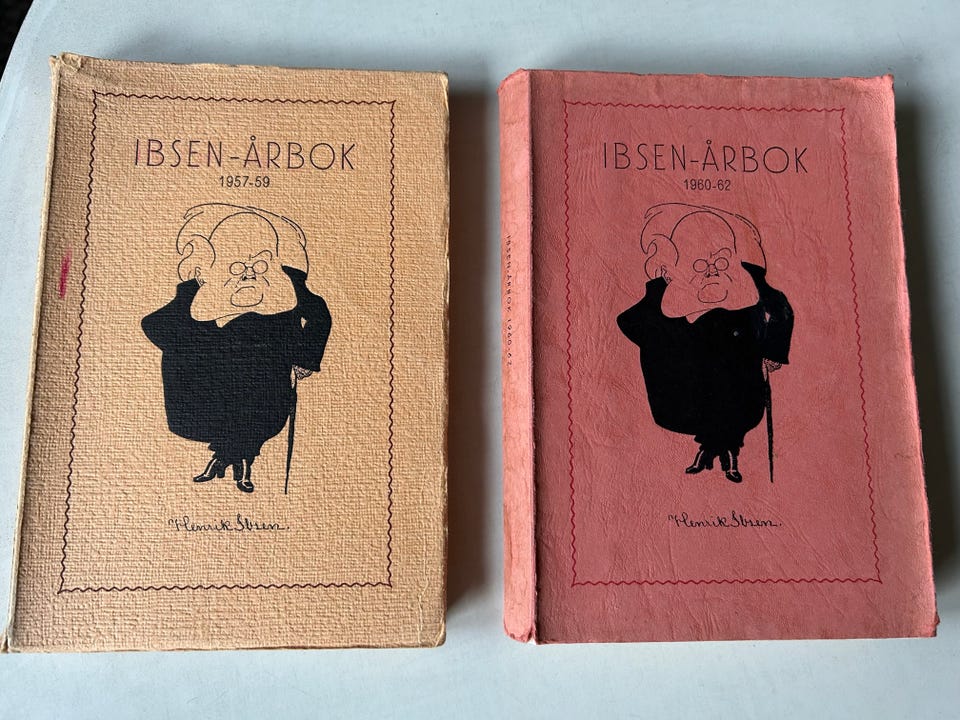 IBSEN-ÅRBOK
1957-59
Henrik Ibsen.
IBSEN-ÅRBOK 1960-62
IBSEN-ÅRBOK
1960-62
Henrik Ibsen.